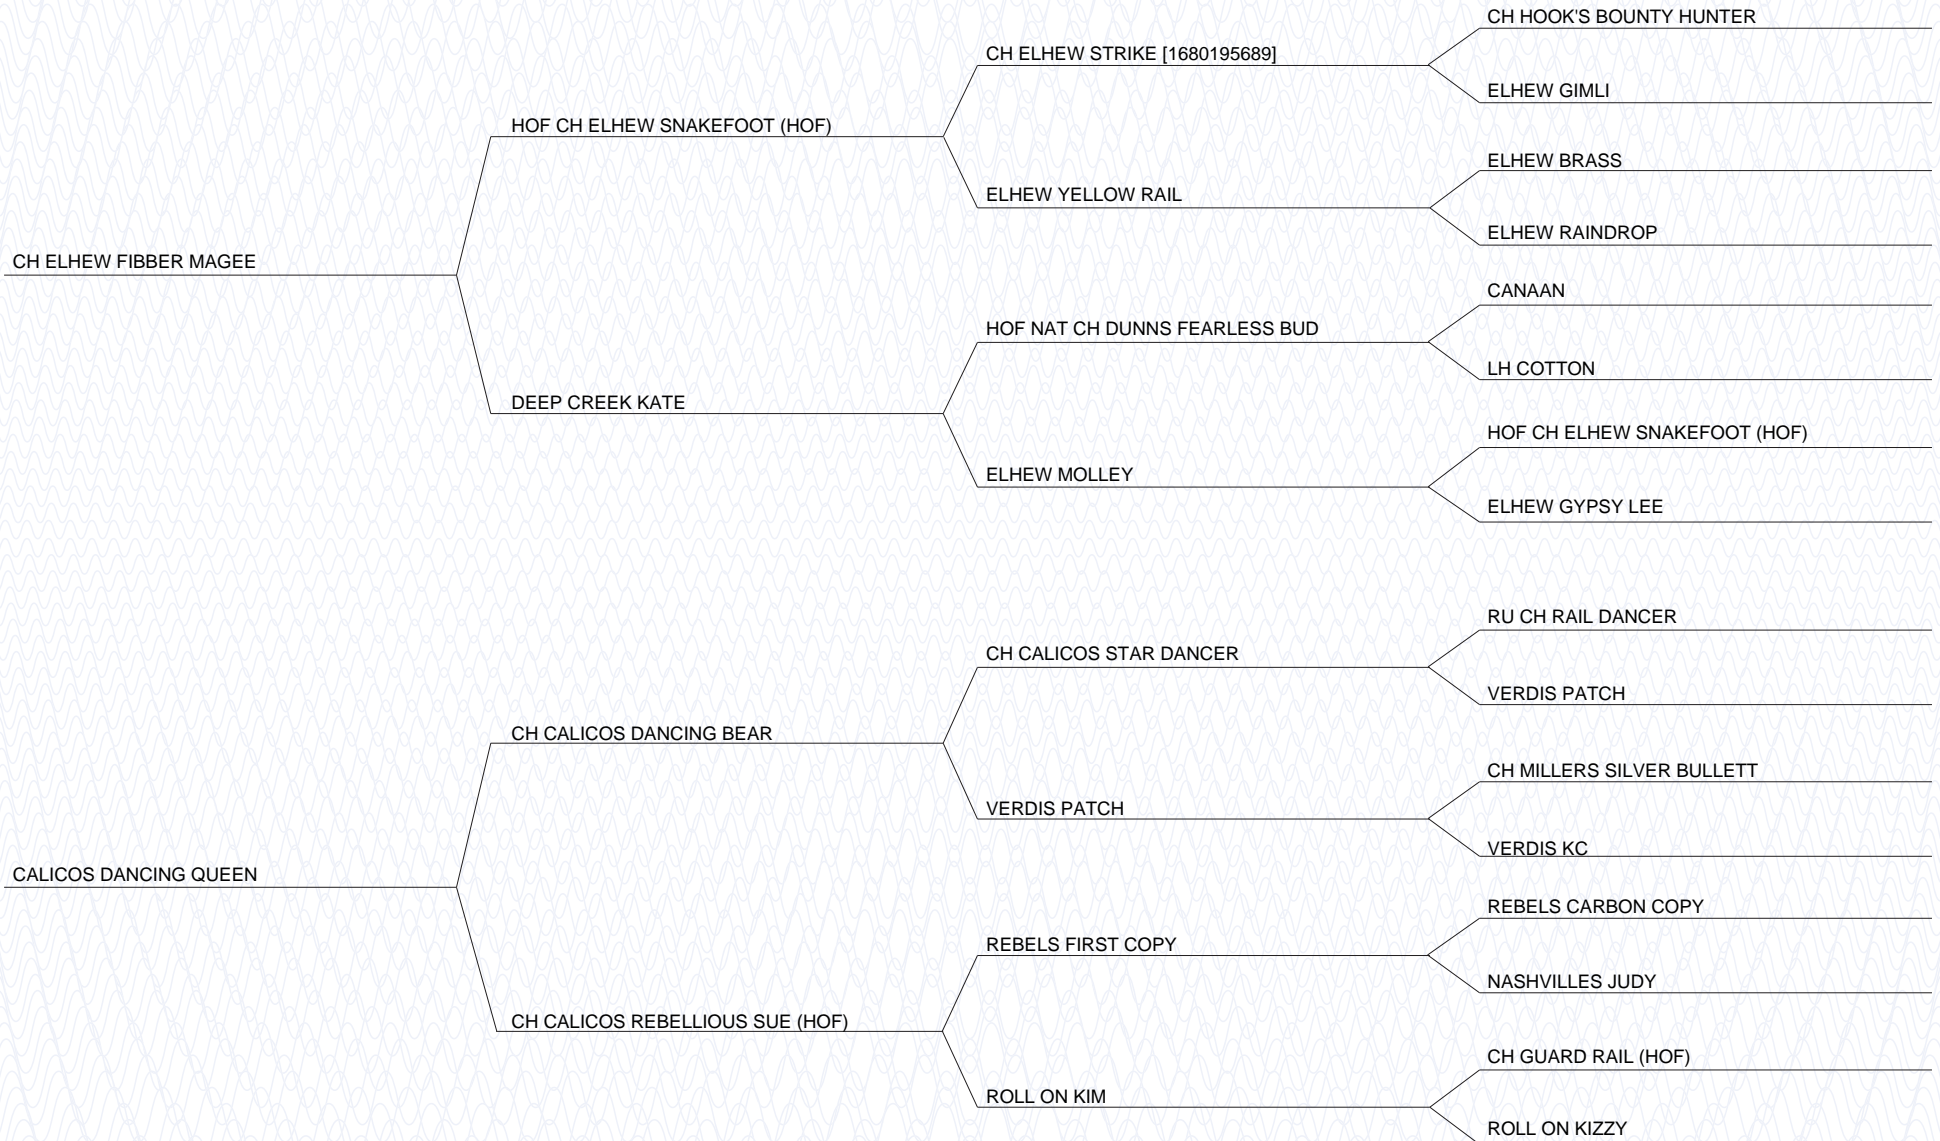 CH HOOK'S BOUNTY HUNTER
CH ELHEW STRIKE [1680195689]
ELHEW GIMLI
HOF CH ELHEW SNAKEFOOT (HOF)
ELHEW BRASS
ELHEW YELLOW RAIL
ELHEW RAINDROP
CH ELHEW FIBBER MAGEE
CANAAN
HOF NAT CH DUNNS FEARLESS BUD
LH COTTON
DEEP CREEK KATE
HOF CH ELHEW SNAKEFOOT (HOF)
ELHEW MOLLEY
ELHEW GYPSY LEE
RU CH RAIL DANCER
CH CALICOS STAR DANCER
VERDIS PATCH
CH CALICOS DANCING BEAR
CH MILLERS SILVER BULLETT
VERDIS PATCH
VERDIS KC
CALICOS DANCING QUEEN
REBELS CARBON COPY
REBELS FIRST COPY
NASHVILLES JUDY
CH CALICOS REBELLIOUS SUE (HOF)
CH GUARD RAIL (HOF)
ROLL ON KIM
ROLL ON KIZZY